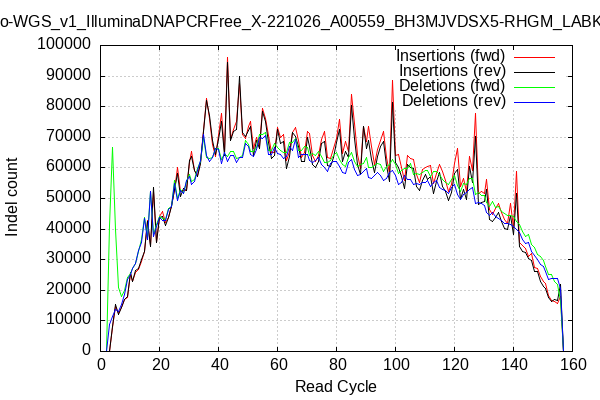 o-WGS_v1_IlluminaDNAPCRFree_X-221026_A00559_BH3MJVDSX5-RHGM_LABK
Insertions (fwd)
Insertions (rev)
Deletions (fwd)
Deletions (rev)
100000
90000
80000
70000
60000
50000
40000
30000
20000
10000
0
Indel count
0 20 40 60 80 100 120 140 160
Read Cycle